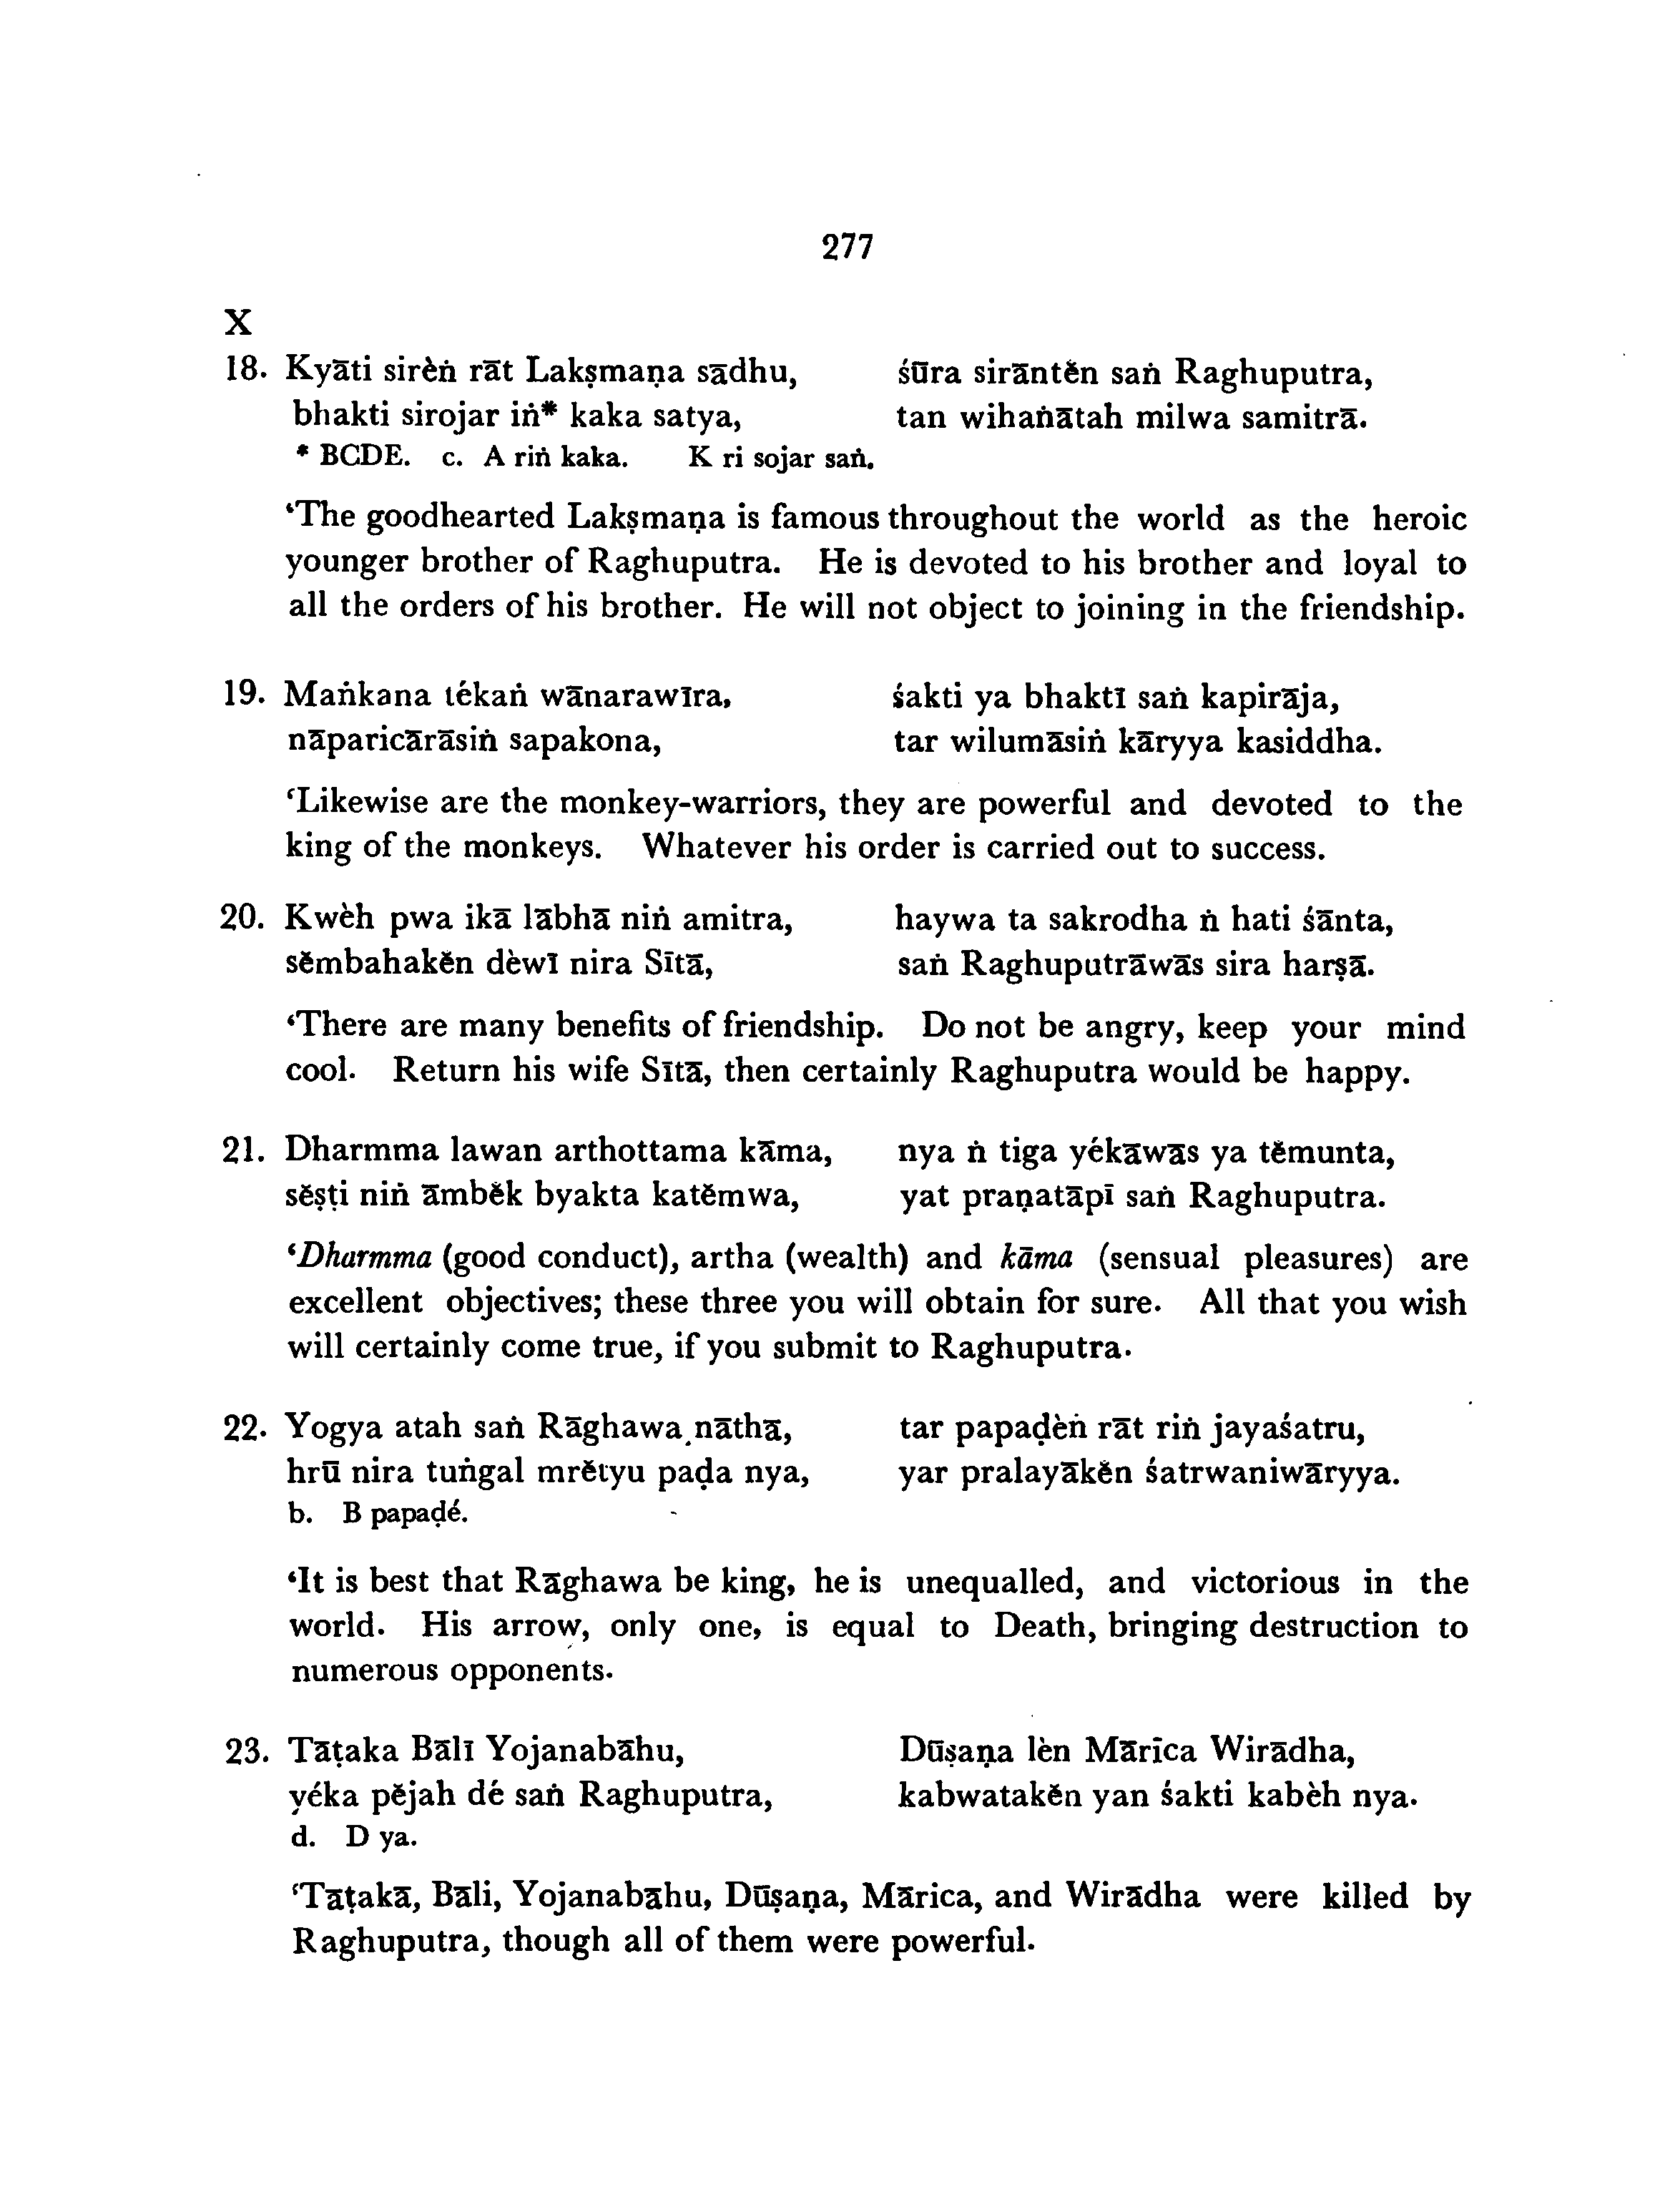 277
X
18. Kyāti sirèṅ rāt Lakṣmaṇa sādhu, śūra sirāntĕn saṅ Raghuputra,
bhakti sirojar iṅ* kaka satya, tan wihaṅātah milwa samitrā.
* BCDE. c. A riṅ kaka. K ri sojar saṅ.
‘The goodhearted Lakṣmaṇa is famous throughout the world as the heroic
younger brother of Raghuputra. He is devoted to his brother and loyal to
all the orders of his brother. He will not object to joining in the friendship.
19. Maṅkana tékaṅ wānarawīra, śakti ya bhaktī saṅ kapirāja,
nāparicārāsiṅ sapakona, tar wilumāsiṅ kāryya kasiddha.
‘Likewise are the monkey-warriors, they are powerful and devoted to the
king of the monkeys. Whatever his order is carried out to success.
20. Kwèh pwa ikā lābhā niṅ amitra, haywa ta sakrodha ṅ hati śānta,
sĕmbahakĕn dèwī nira Sītā, saṅ Raghuputrāwās sira harṣā.
‘There are many benefits of friendship. Do not be angry, keep your mind
cool. Return his wife Sītā, then certainly Raghuputra would be happy.
21. Dharmma lawan arthottama kāma, nya ṅ tiga yékāwās ya tĕmunta,
sĕṣṭi niṅ āmbĕk byakta katĕmwa, yat praṇatāpī saṅ Raghuputra.
‘Dharmma (good conduct), artha (wealth) and kāma (sensual pleasures) are
excellent objectives; these three you will obtain for sure. All that you wish
will certainly come true, if you submit to Raghuputra.
22. Yogya atah saṅ Rāghawa nāthā, tar papaḍèṅ rāt riṅ jayaśatru,
hrū nira tuṅgal mrĕtyu paḍa nya, yar pralayākĕn śatrwaniwāryya.
b. B papaḍé.
‘It is best that Rāghawa be king, he is unequalled, and victorious in the
world. His arrow, only one, is equal to Death, bringing destruction to
numerous opponents.
23. Tāṭaka Bālī Yojanabāhu, Dūṣaṇa lèn Mārīca Wirādha,
yéka pĕjah dé saṅ Raghuputra, kabwatakĕn yan śakti kabèh nya.
d. D ya.
‘Tāṭakā, Bāli, Yojanabāhu, Dūṣaṇa, Mārica, and Wirādha were killed by
Raghuputra, though all of them were powerful.